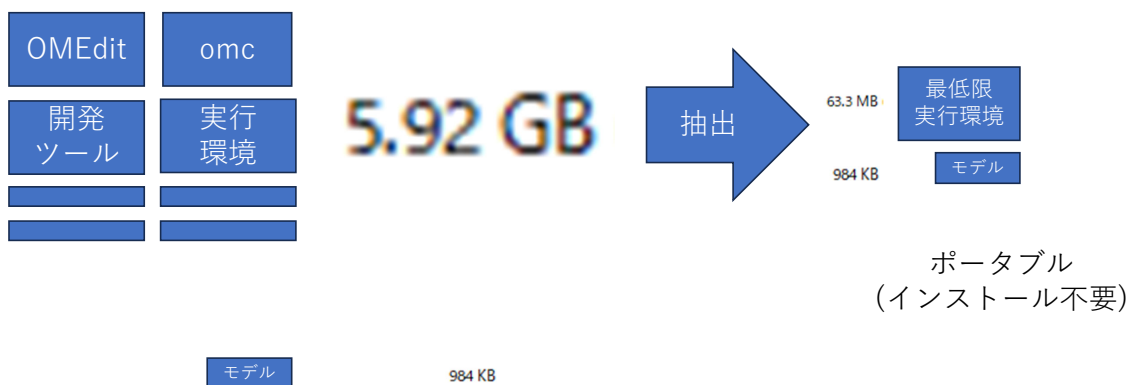 OMEdit
omc
開発
ツール
実行
環境
5.92 GB
抽出
63.3 MB
最低限
実行環境
984 KB
モデル
ポータブル
(インストール不要)
モデル
984 KB